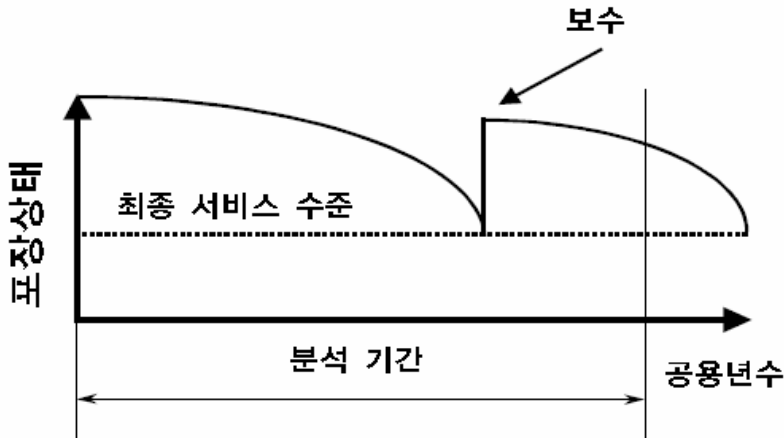 보수
포장상태
최종 서비스 수준
분석 기간
공용년수